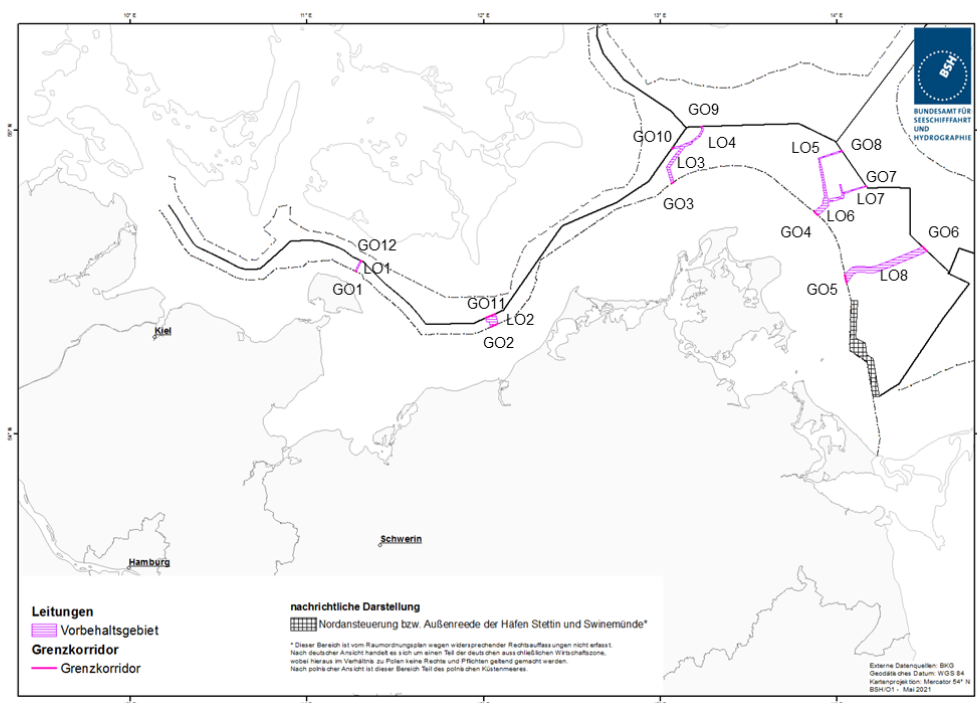 10° E 11° E 12° E 13° E 14° E
BSH
BUNDESAMT FÜR
SEESCHIFFFAHRT
UND
HYDROGRAPHIE
GO9
GO10
LO4
LO5
GO8
LO3
GO7
GO3
LO7
LO6
GO4
GO6
GO12
LO1
GO1
LO8
GO5
GO11
LO2
GO2
Kiel
Schwerin
Hamburg
Leitungen
Vorbehaltsgebiet
Grenzkorridor
Grenzkorridor
nachrichtliche Darstellung
Nordansteuerung bzw. Außenreede der Häfen Stettin und Swinemünde*
* Dieser Bereich ist vom Raumordnungsplan wegen widersprechender Rechtsauffassungen nicht erfasst.
Nach deutscher Ansicht handelt es sich um einen Teil der deutschen ausschließlichen Wirtschaftszone,
wobei hieraus im Verhältnis zu Polen keine Rechte und Pflichten geltend gemacht werden.
Nach polnischer Ansicht ist dieser Bereich Teil des polnischen Küstenmeeres.
Externe Datenquellen: BKG
Geodätisches Datum: WGS 84
Kartenprojektion: Mercator 54° N
BSH/O1 - Mai 2021